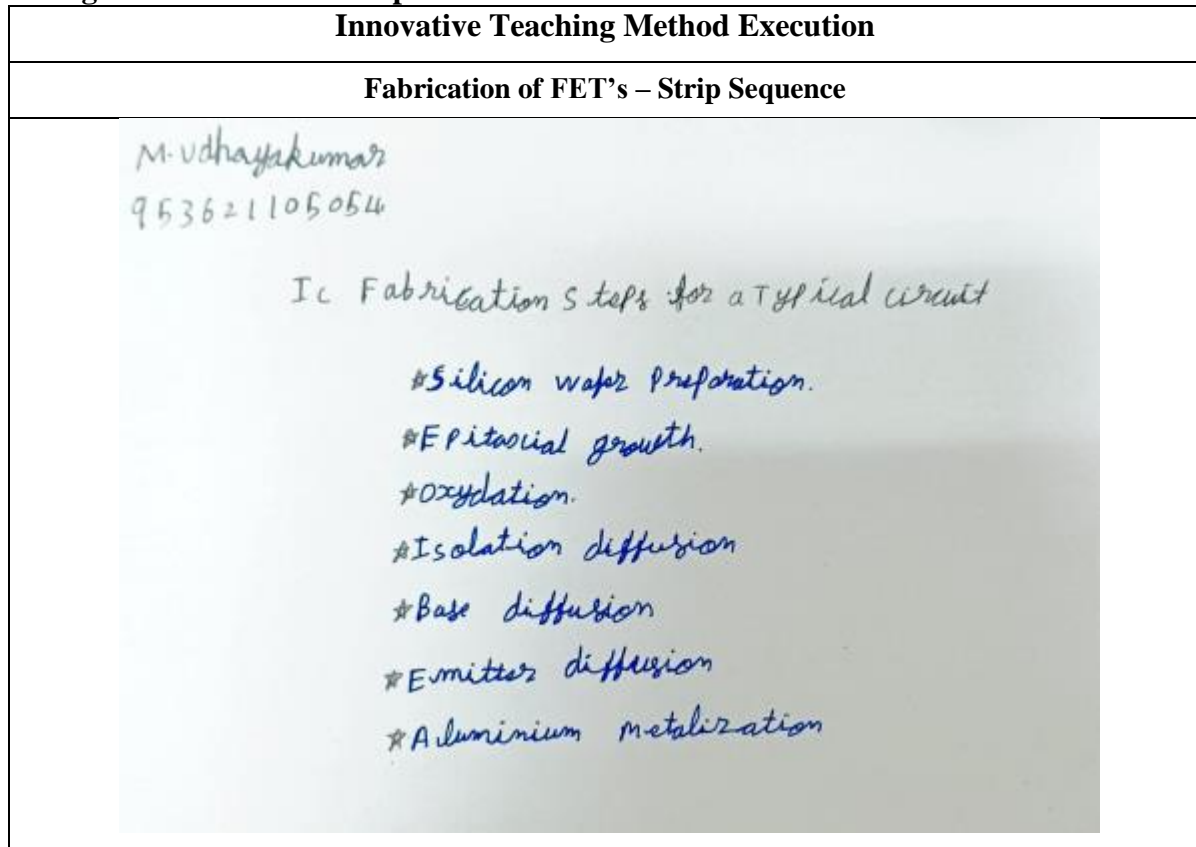 Innovative Teaching Method Execution
Fabrication of FET's – Strip Sequence
M. Udhayakumar
953621105054
Ic Fabrication Steps for a Typical circuit
*Silicon wafer Preparation.
*Epitaxial growth.
*Oxydation.
*Isolation diffusion
*Base diffusion
*Emitter diffusion
*Aluminium Metalization